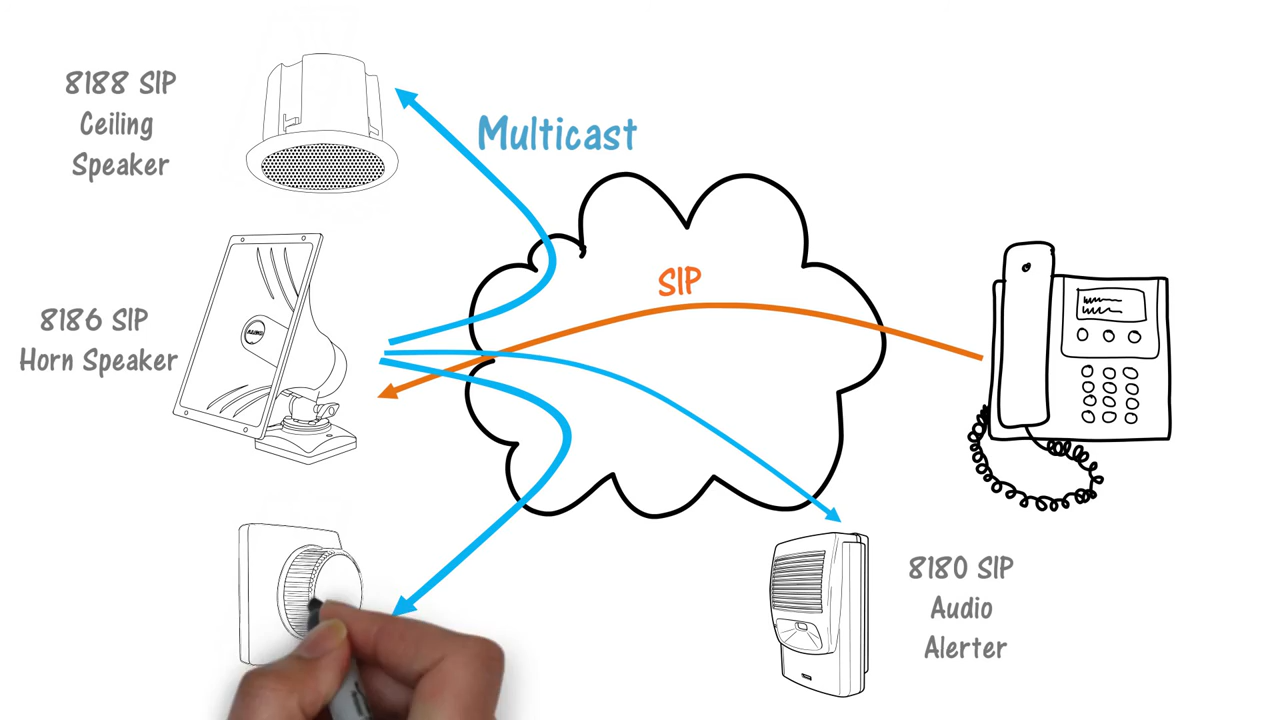 8188 SIP
Ceiling
Speaker
Multicast
SIP
8186 SIP
Horn Speaker
8180 SIP
Audio
Alerter